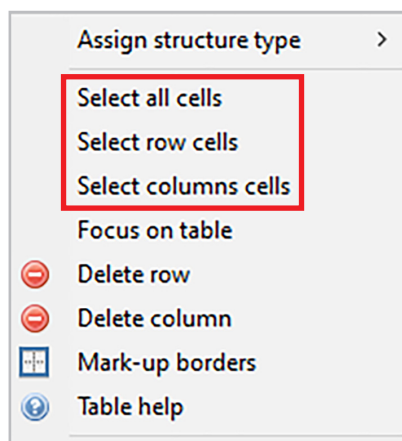 Assign structure type
Select all cells
Select row cells
Select columns cells
Focus on table
Delete row
Delete column
Mark-up borders
Table help